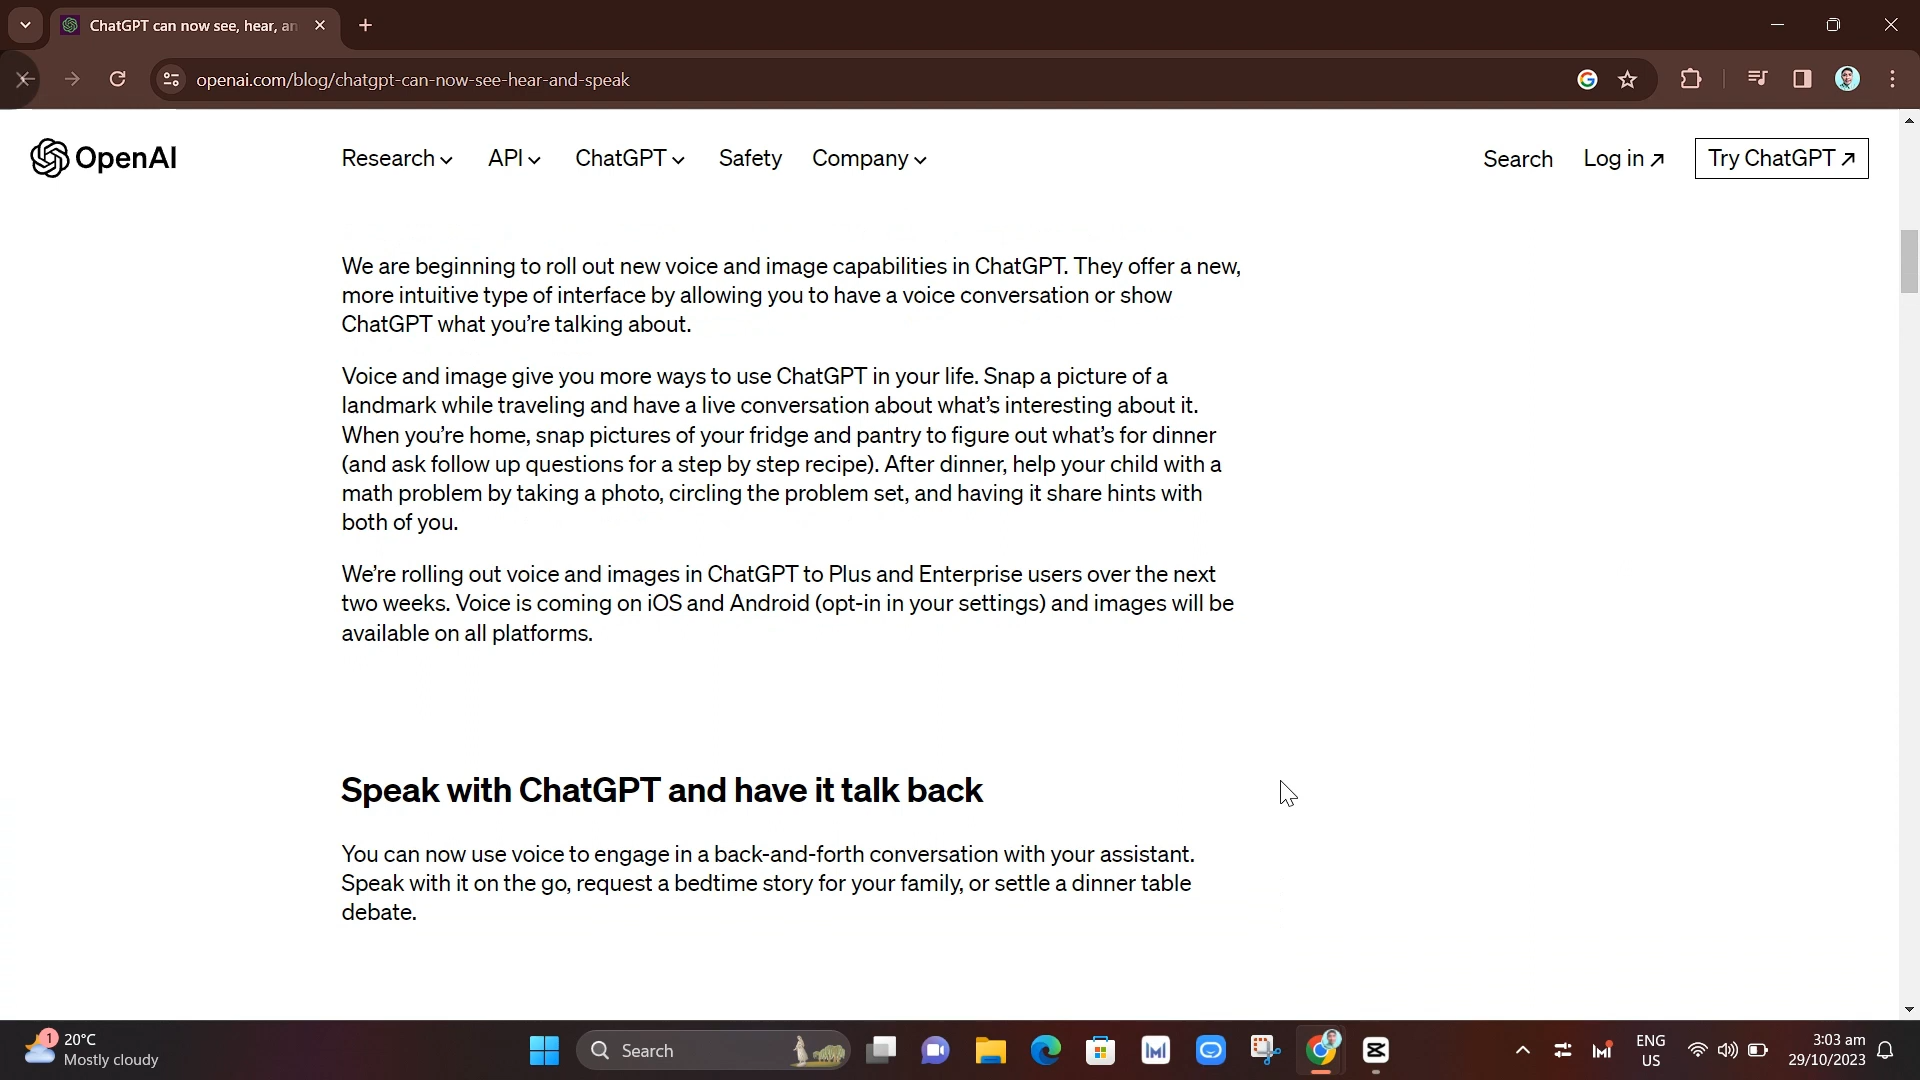 ChatGPT can now see, hear, an
openai.com/blog/chatgpt-can-now-see-hear-and-speak
OpenAI
Research
API
ChatGPT
Safety
Company
Search
Log in ↗
Try ChatGPT ↗
We are beginning to roll out new voice and image capabilities in ChatGPT. They offer a new,
more intuitive type of interface by allowing you to have a voice conversation or show
ChatGPT what you’re talking about.
Voice and image give you more ways to use ChatGPT in your life. Snap a picture of a
landmark while traveling and have a live conversation about what’s interesting about it.
When you’re home, snap pictures of your fridge and pantry to figure out what’s for dinner
(and ask follow up questions for a step by step recipe). After dinner, help your child with a
math problem by taking a photo, circling the problem set, and having it share hints with
both of you.
We’re rolling out voice and images in ChatGPT to Plus and Enterprise users over the next
two weeks. Voice is coming on iOS and Android (opt-in in your settings) and images will be
available on all platforms.
Speak with ChatGPT and have it talk back
You can now use voice to engage in a back-and-forth conversation with your assistant.
Speak with it on the go, request a bedtime story for your family, or settle a dinner table
debate.
1
20°C
Mostly cloudy
Search
ENG
US
3:03 am
29/10/2023